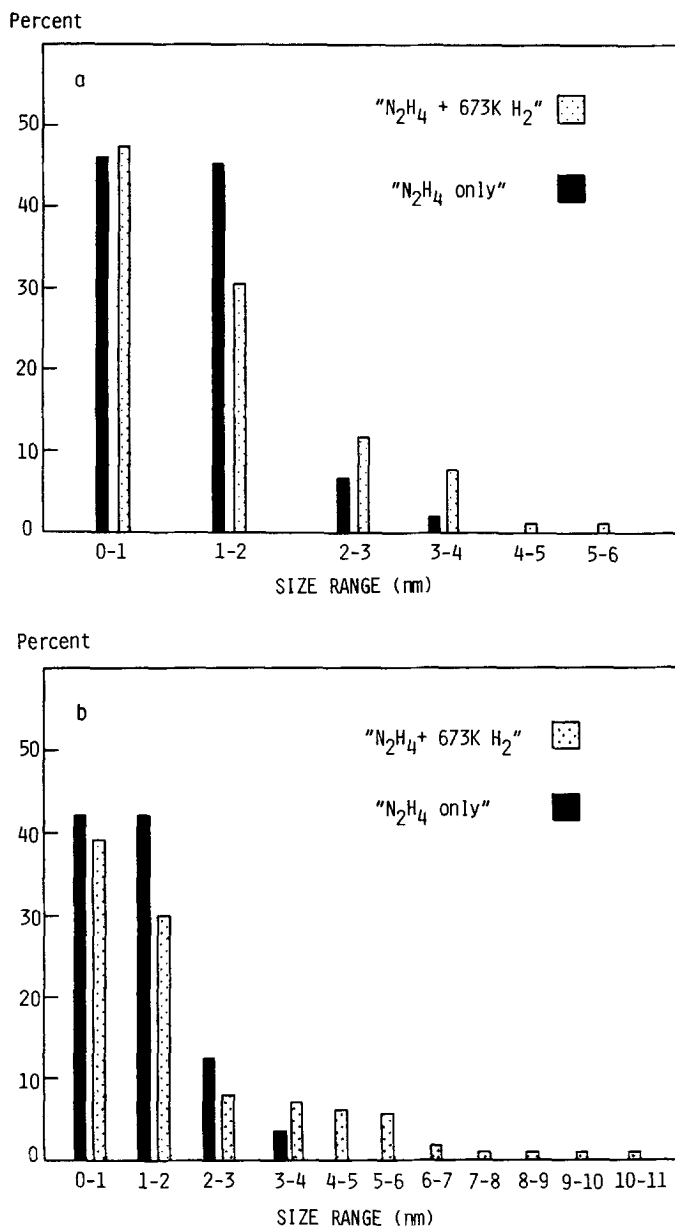 Percent
a
"N₂H₄ + 673K H₂"
"N₂H₄ only"
50
40
30
20
10
0
0-1 1-2 2-3 3-4 4-5 5-6
SIZE RANGE (nm)
Percent
b
"N₂H₄+ 673K H₂"
"N₂H₄ only"
50
40
30
20
10
0
0-1 1-2 2-3 3-4 4-5 5-6 6-7 7-8 8-9 9-10 10-11
SIZE RANGE (nm)